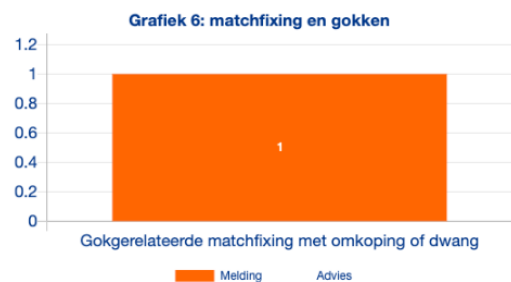 Grafiek 6: matchfixing en gokken
1.2
1
0.8
0.6
0.4
0.2
0
1
Gokgerelateerde matchfixing met omkoping of dwang
Melding Advies